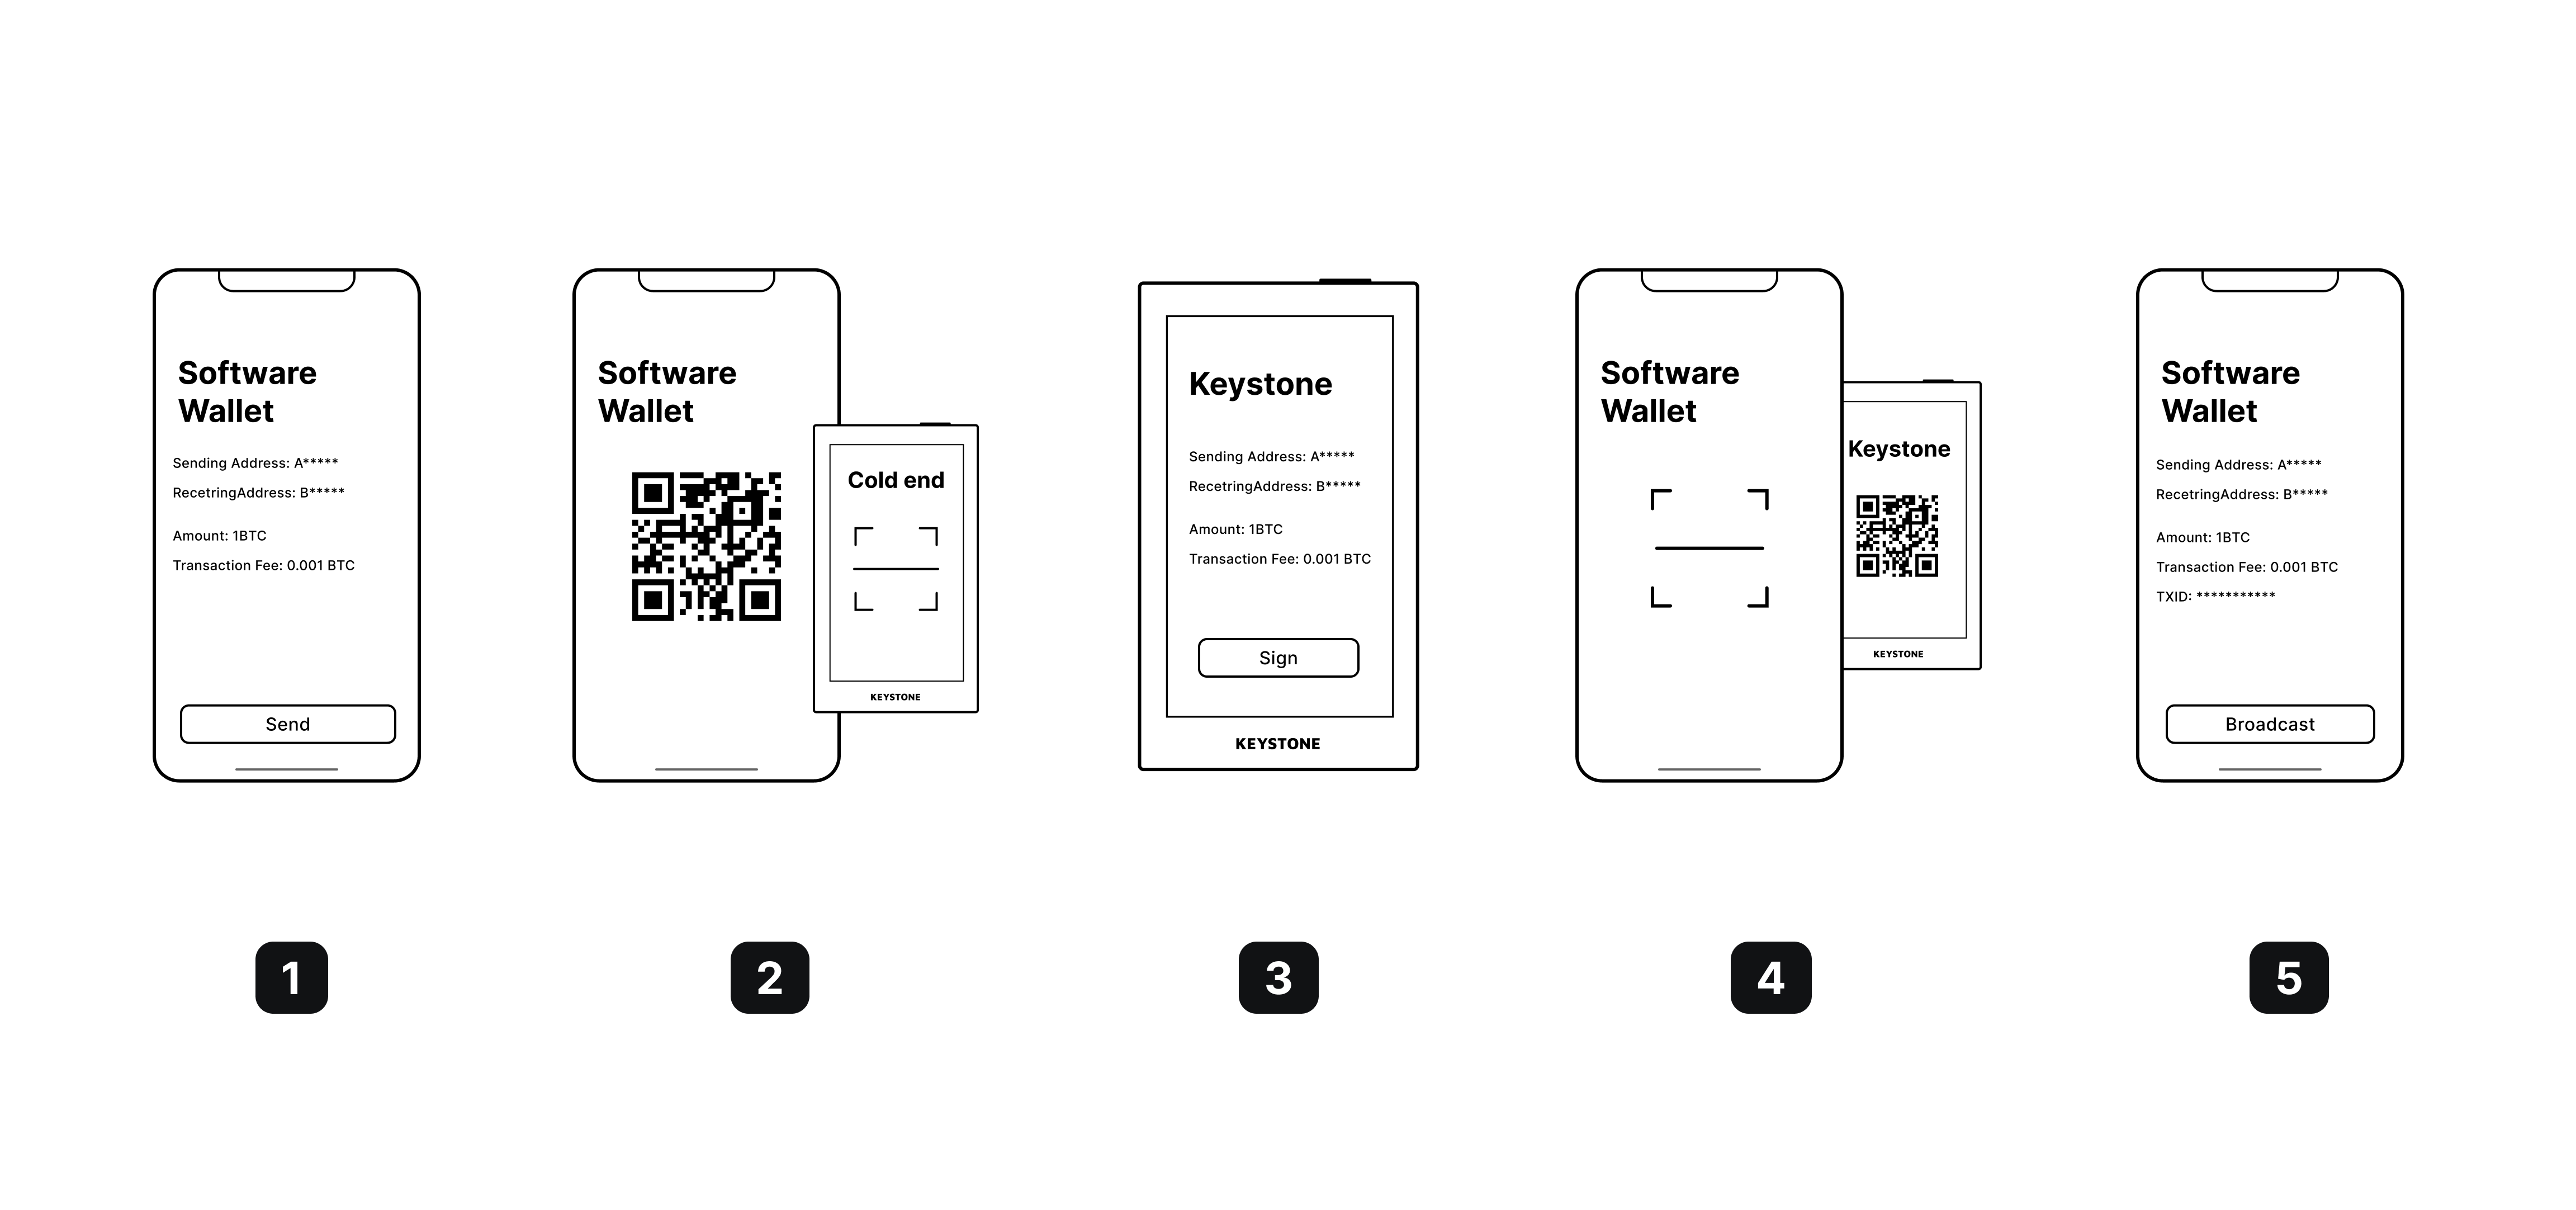 Software
Wallet
Sending Address: A*****
RecetringAddress: B*****
Amount: 1BTC
Transaction Fee: 0.001 BTC
Send
1
Software
Wallet
Cold end
KEYSTONE
2
Keystone
Sending Address: A*****
RecetringAddress: B*****
Amount: 1BTC
Transaction Fee: 0.001 BTC
Sign
KEYSTONE
3
Software
Wallet
Keystone
KEYSTONE
4
Software
Wallet
Sending Address: A*****
RecetringAddress: B*****
Amount: 1BTC
Transaction Fee: 0.001 BTC
TXID: ***********
Broadcast
5